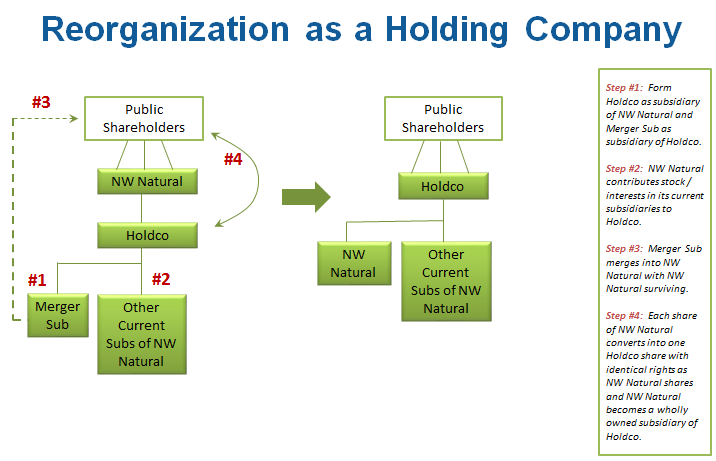 Reorganization as a Holding Company
#3
Public
Shareholders
#4
NW Natural
Holdco
#1
#2
Merger
Sub
Other
Current
Subs of NW
Natural
Public
Shareholders
Holdco
NW
Natural
Other
Current
Subs of NW
Natural
Step #1: Form
Holdco as subsidiary
of NW Natural and
Merger Sub as
subsidiary of Holdco.
Step #2: NW Natural
contributes stock /
interests in its current
subsidiaries to
Holdco.
Step #3: Merger Sub
merges into NW
Natural with NW
Natural surviving.
Step #4: Each share
of NW Natural
converts into one
Holdco share with
identical rights as
NW Natural shares
and NW Natural
becomes a wholly
owned subsidiary of
Holdco.